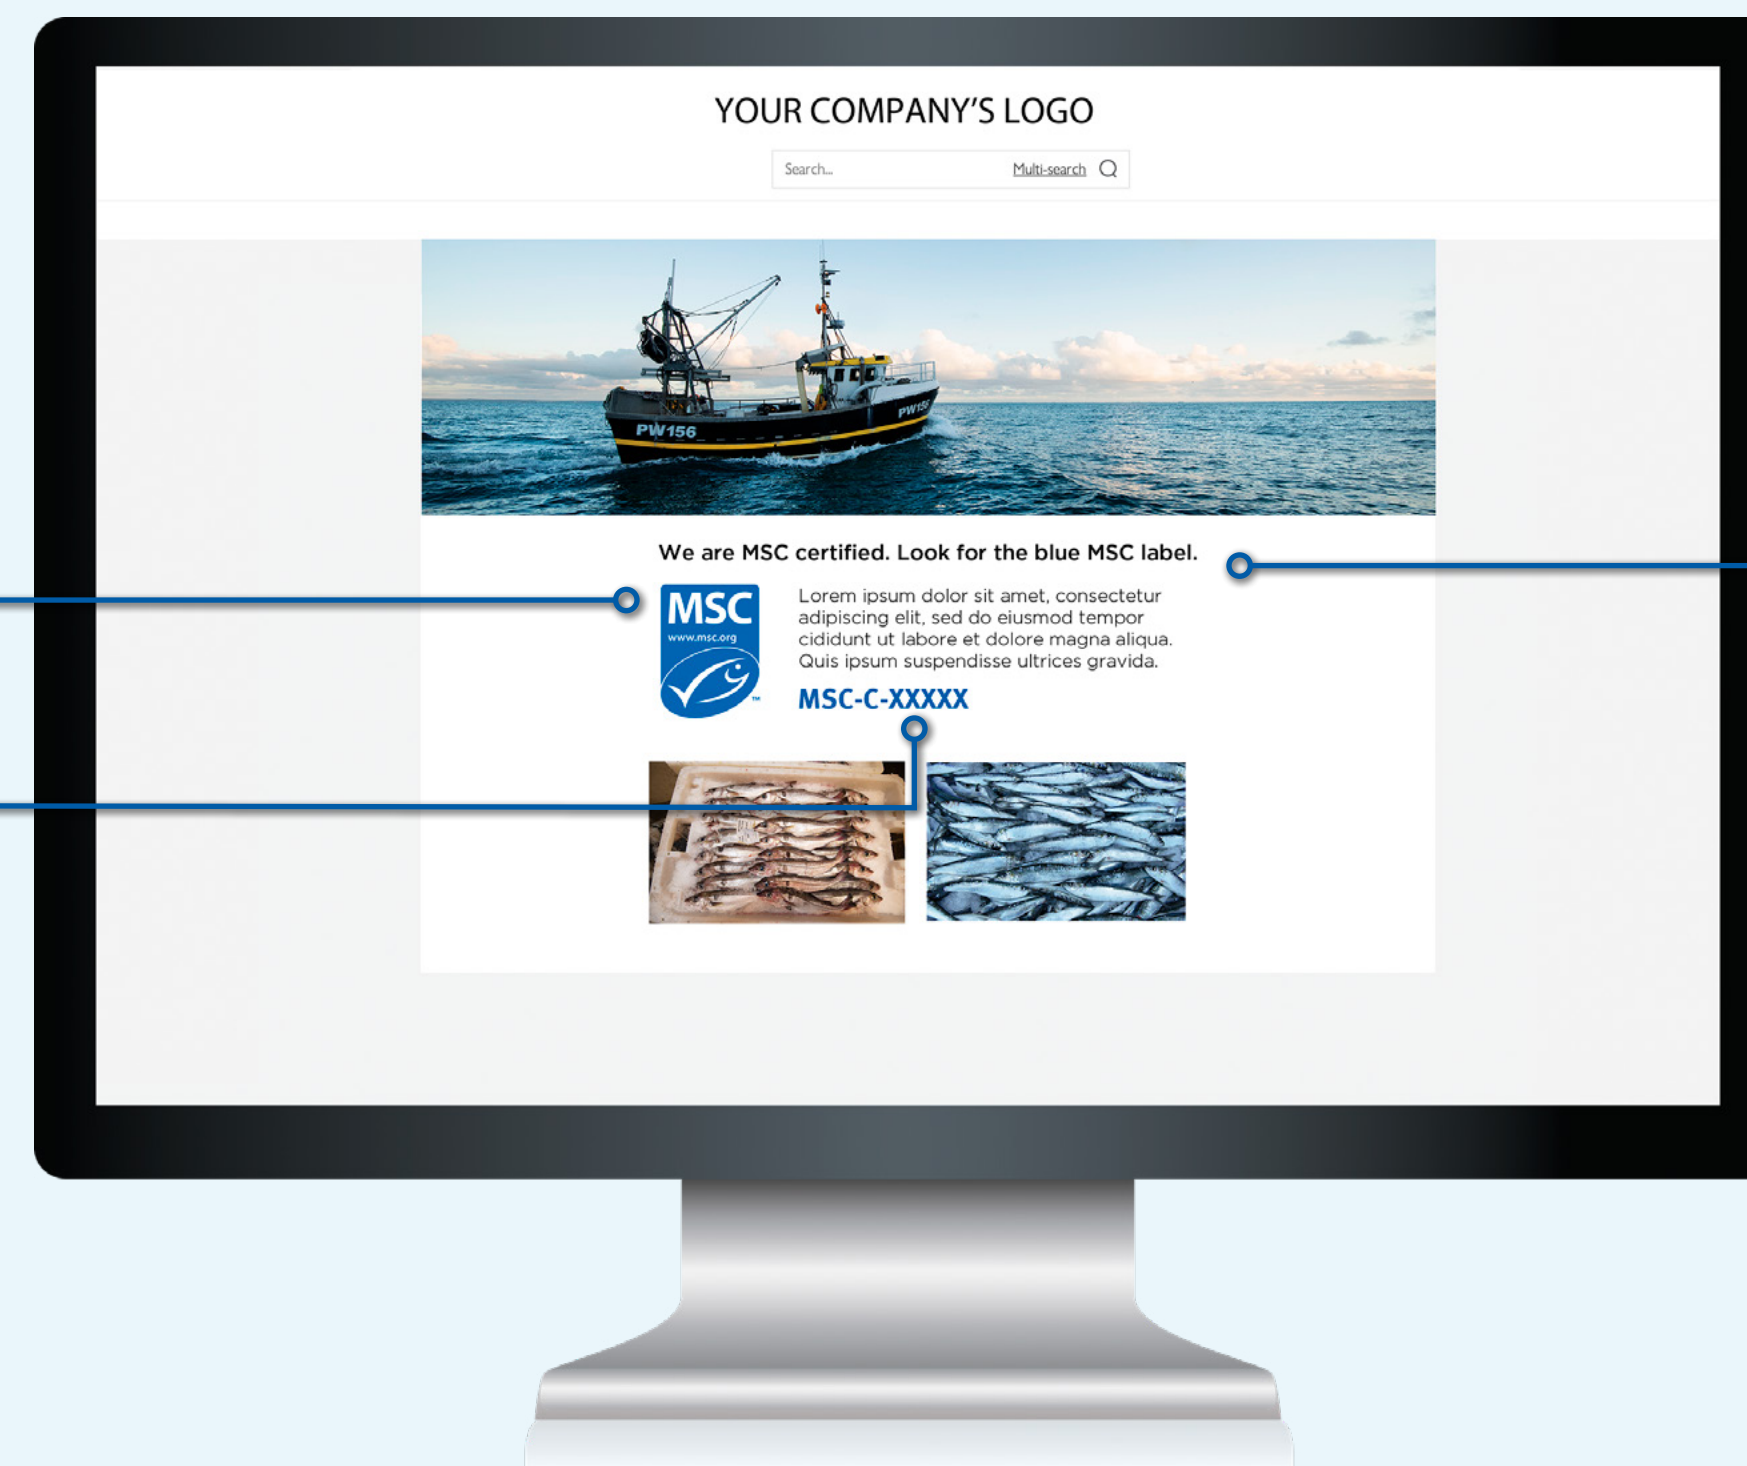 YOUR COMPANY'S LOGO
Search...
Multi-search
PW156
PW156
We are MSC certified. Look for the blue MSC label.
MSC
www.msc.org
Lorem ipsum dolor sit amet, consectetur
adipiscing elit, sed do eiusmod tempor
cididunt ut labore et dolore magna aliqua.
Quis ipsum suspendisse ultrices gravida.
TM
MSC-C-XXXXX